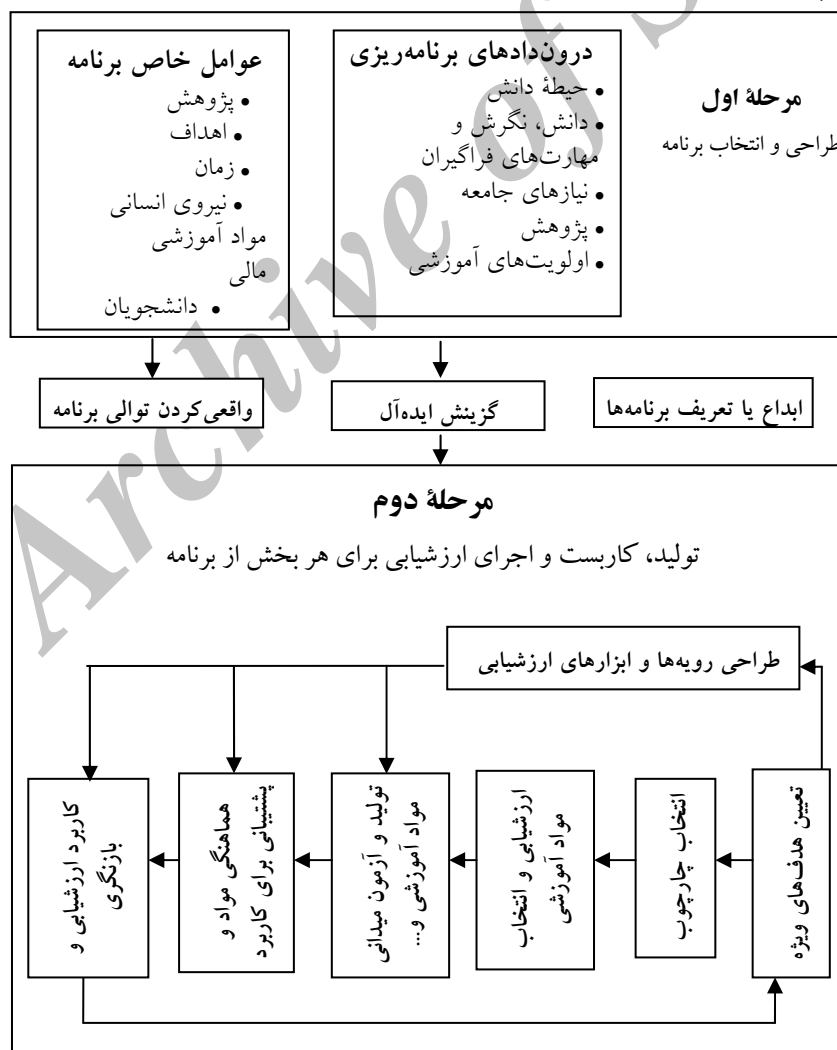 مرحلهٔ اول
طراحی و انتخاب برنامه
درون‌دادهای برنامه‌ریزی
• حیطهٔ دانش
• دانش، نگرش و
مهارت‌های فراگیران
• نیازهای جامعه
• پژوهش
• اولویت‌های آموزشی
عوامل خاص برنامه
• پژوهش
• اهداف
• زمان
• نیروی انسانی
مواد آموزشی
مالی
• دانشجویان
ابداع یا تعریف برنامه‌ها
گزینش ایده‌آل
واقعی‌کردن توالی برنامه
مرحلهٔ دوم
تولید، کاربست و اجرای ارزشیابی برای هر بخش از برنامه
طراحی رویه‌ها و ابزارهای ارزشیابی
تعیین هدف‌های ویژه
انتخاب چارچوب
ارزشیابی و انتخاب
مواد آموزشی
تولید و آزمون میدانی
مواد آموزشی و...
هماهنگی مواد و
پشتیبانی برای کاربرد
کاربرد ارزشیابی و
بازنگری
Archive of S